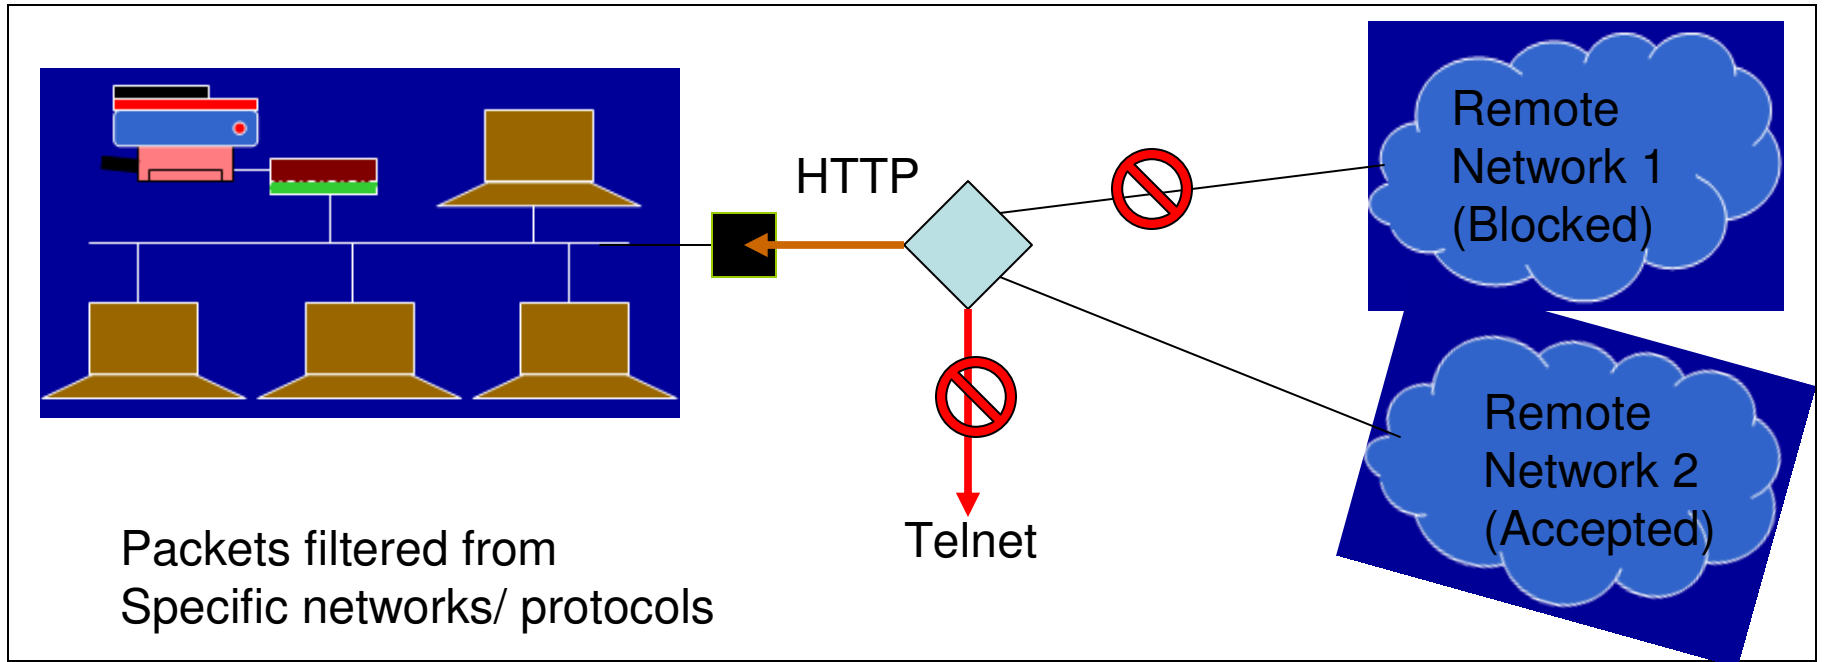 HTTP
Remote
Network 1
(Blocked)
Remote
Network 2
(Accepted)
Telnet
Packets filtered from
Specific networks/ protocols